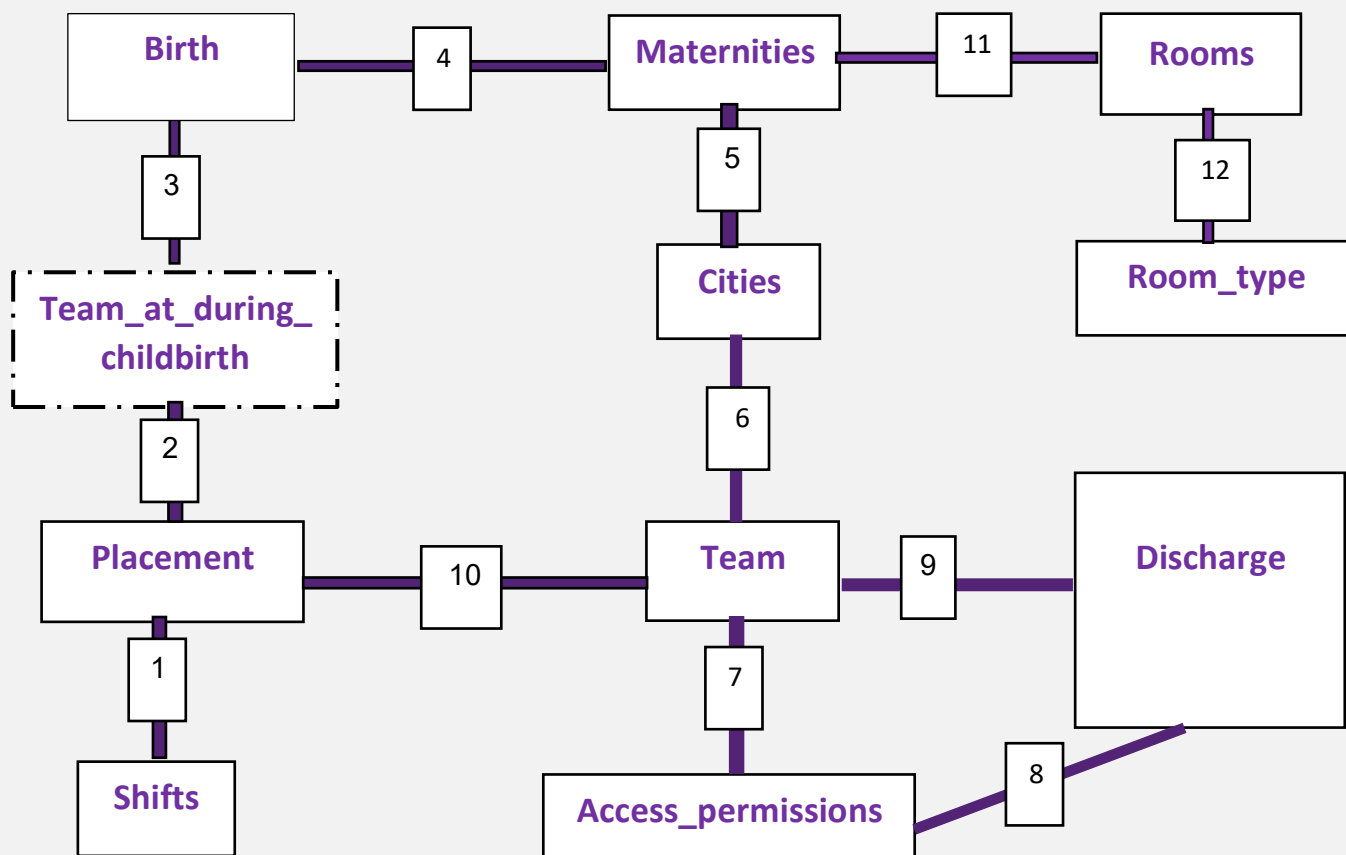 Birth
4
Maternities
11
Rooms
3
5
12
Team_at_during_
childbirth
Cities
Room_type
2
6
Placement
10
Team
9
Discharge
1
7
Shifts
Access_permissions
8